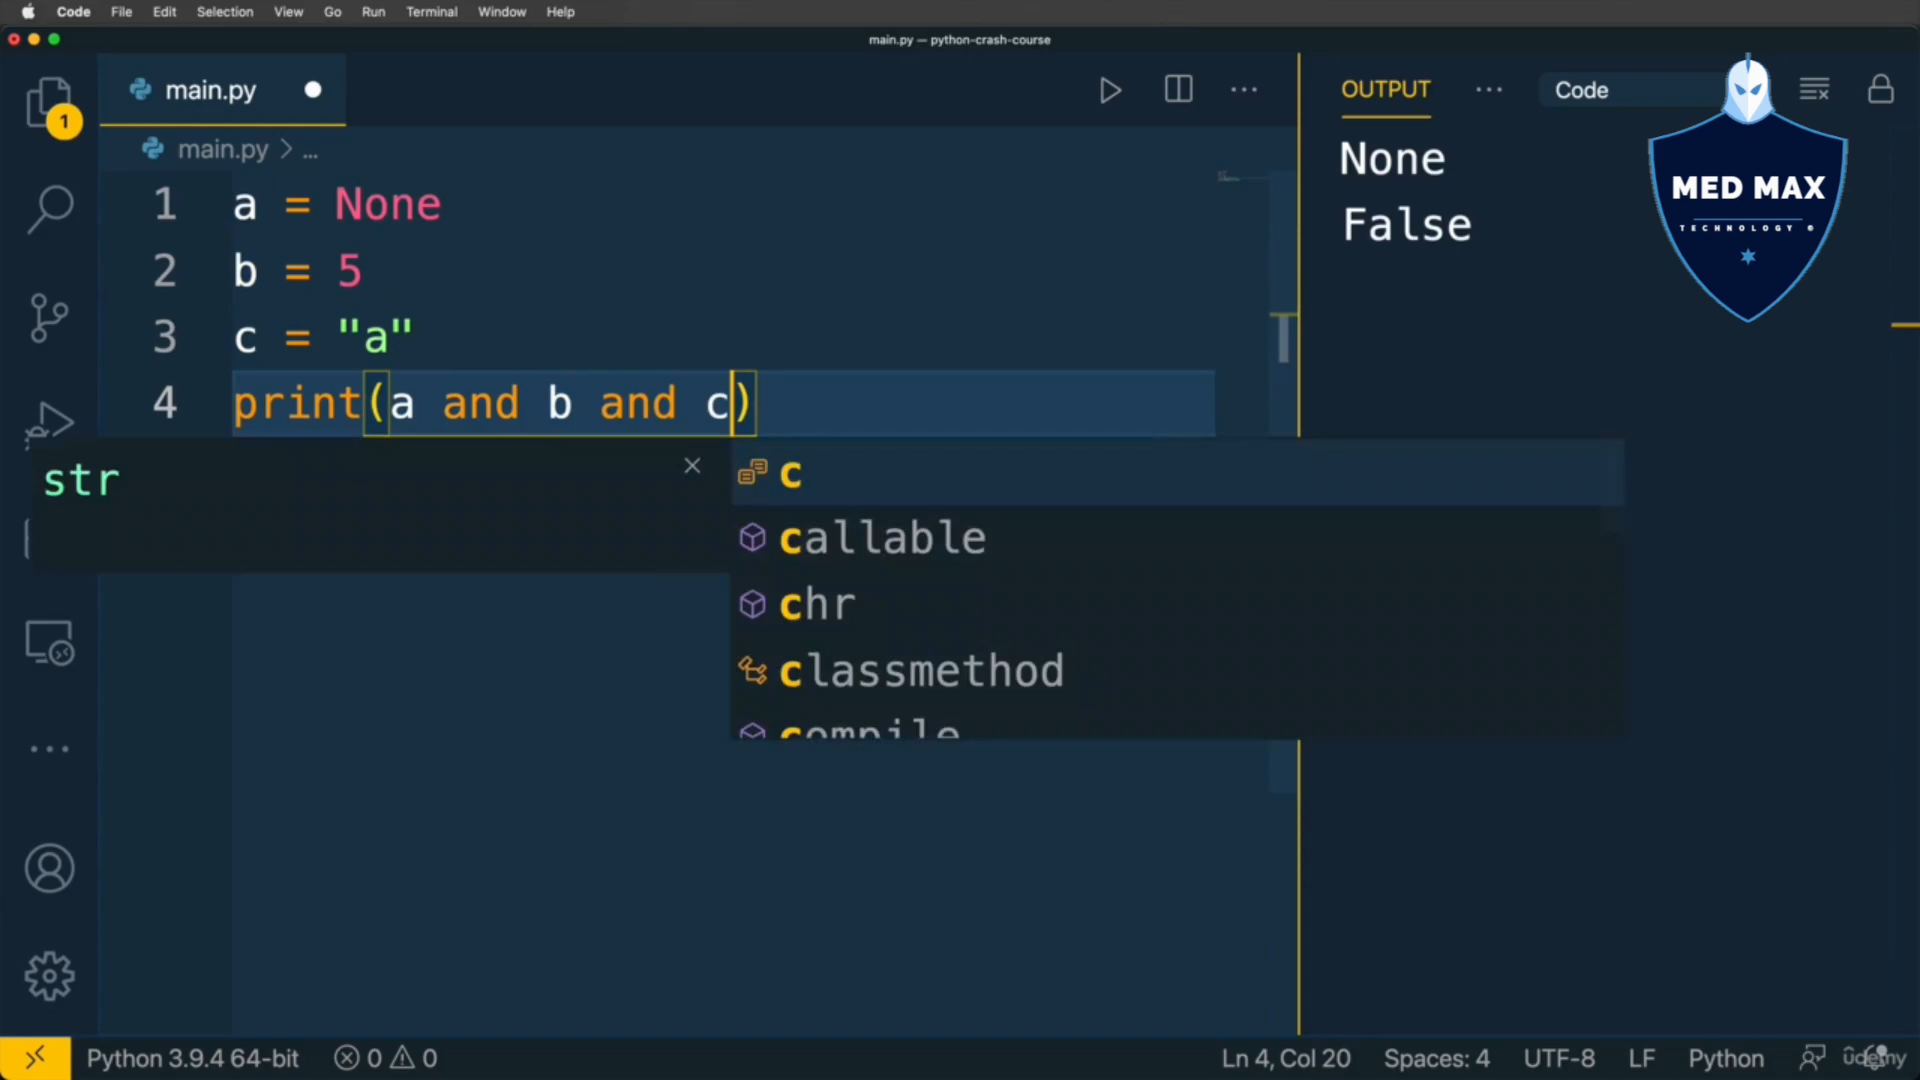 Code File Edit Selection View Go Run Terminal Window Help
main.py — python-crash-course
main.py
OUTPUT ... Code
1
main.py > ...
1 a = None
2 b = 5
3 c = "a"
4 print(a and b and c)
str
c
callable
chr
classmethod
compile
None
False
MED MAX
TECHNOLOGY ®
Python 3.9.4 64-bit 0 0 Ln 4, Col 20 Spaces: 4 UTF-8 LF Python
ûdemy